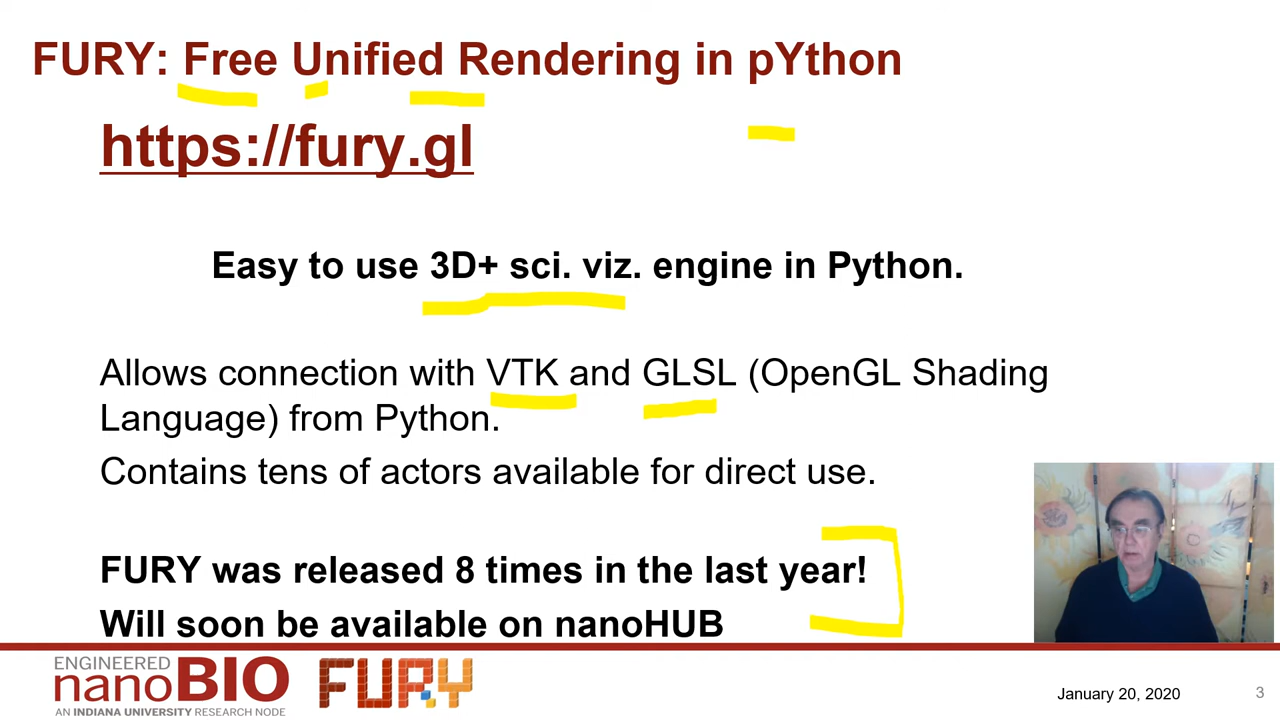 FURY: Free Unified Rendering in pYthon
https://fury.gl
Easy to use 3D+ sci. viz. engine in Python.
Allows connection with VTK and GLSL (OpenGL Shading
Language) from Python.
Contains tens of actors available for direct use.
FURY was released 8 times in the last year!
Will soon be available on nanoHUB
ENGINEERED
nanoBIO
AN INDIANA UNIVERSITY RESEARCH NODE
FURY
January 20, 2020
3